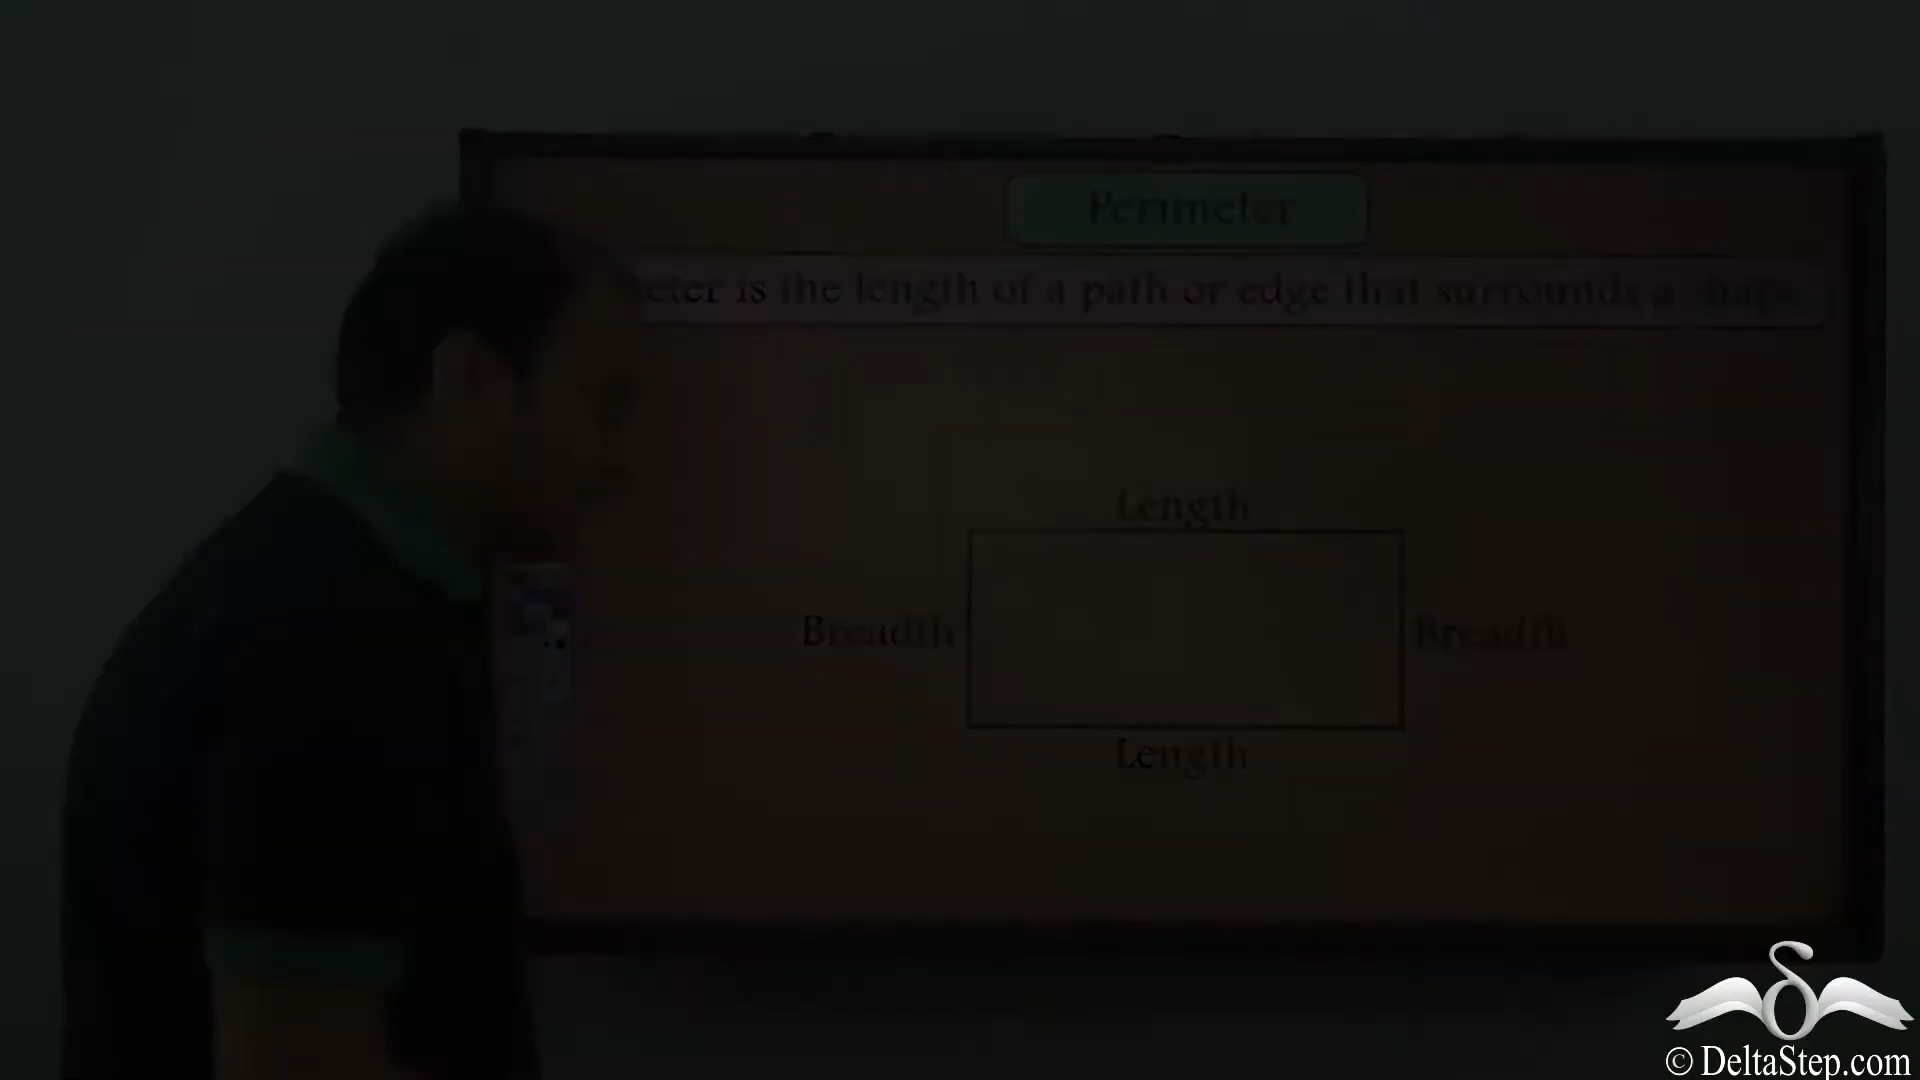 Perimeter
eter is the length of a path or edge that surrounds a shape.
Length
Breadth
Breadth
Length
© DeltaStep.com